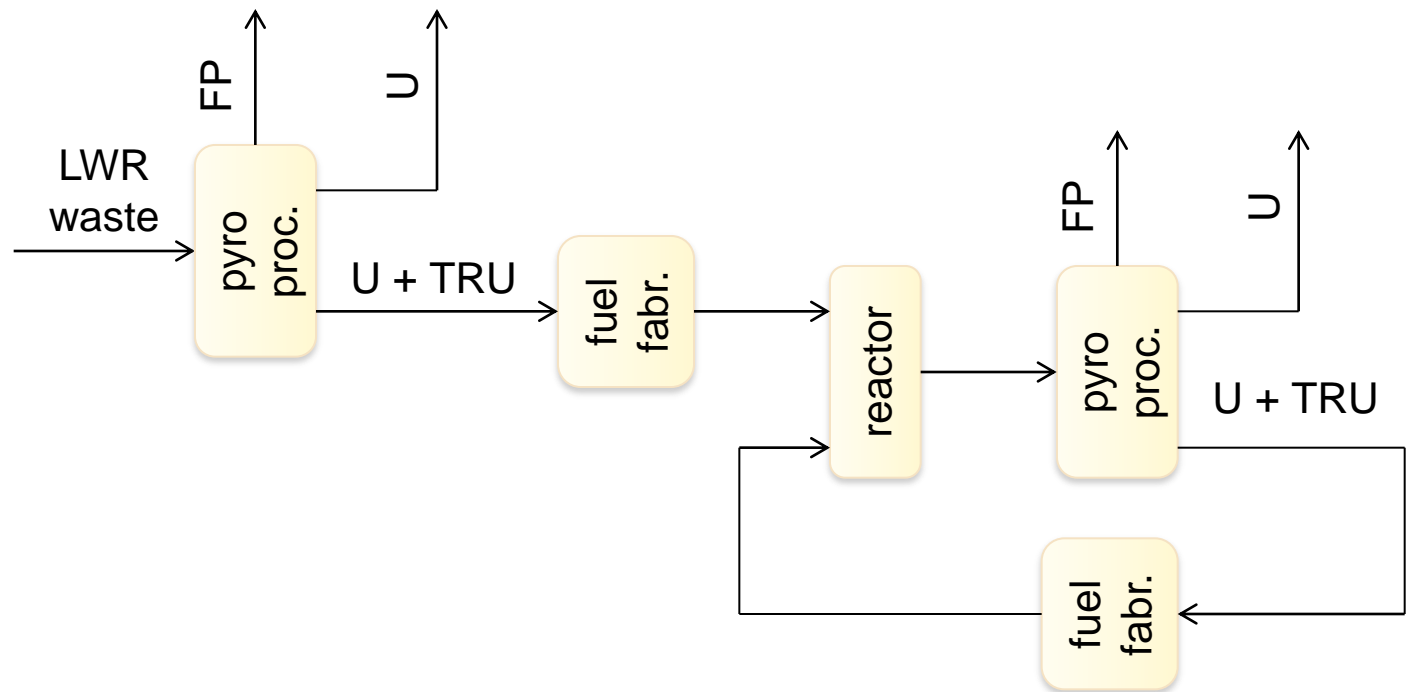 FP
U
LWR
waste
pyro
proc.
U + TRU
fuel
fabr.
reactor
FP
U
pyro
proc.
U + TRU
fuel
fabr.